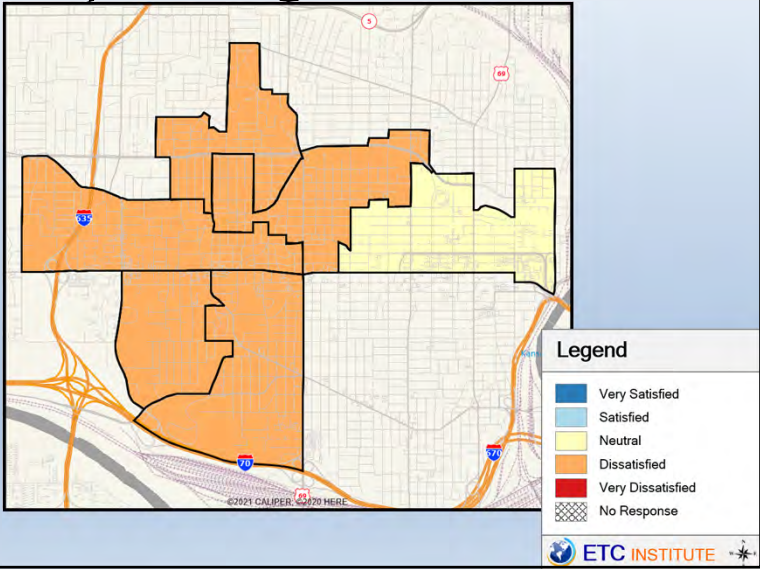 5
69
635
Legend
Very Satisfied
Satisfied
Neutral
Dissatisfied
Very Dissatisfied
No Response
70
670
69
©2021 CALIPER; ©2020 HERE
ETC INSTITUTE